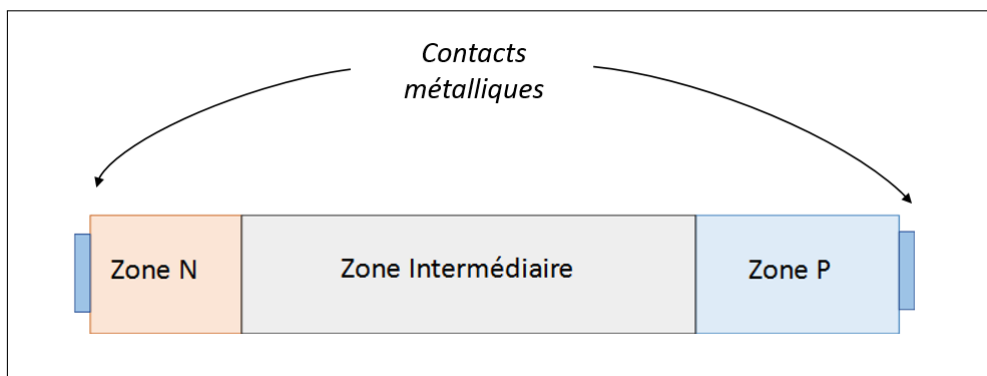 Contacts
métalliques
Zone N
Zone Intermédiaire
Zone P